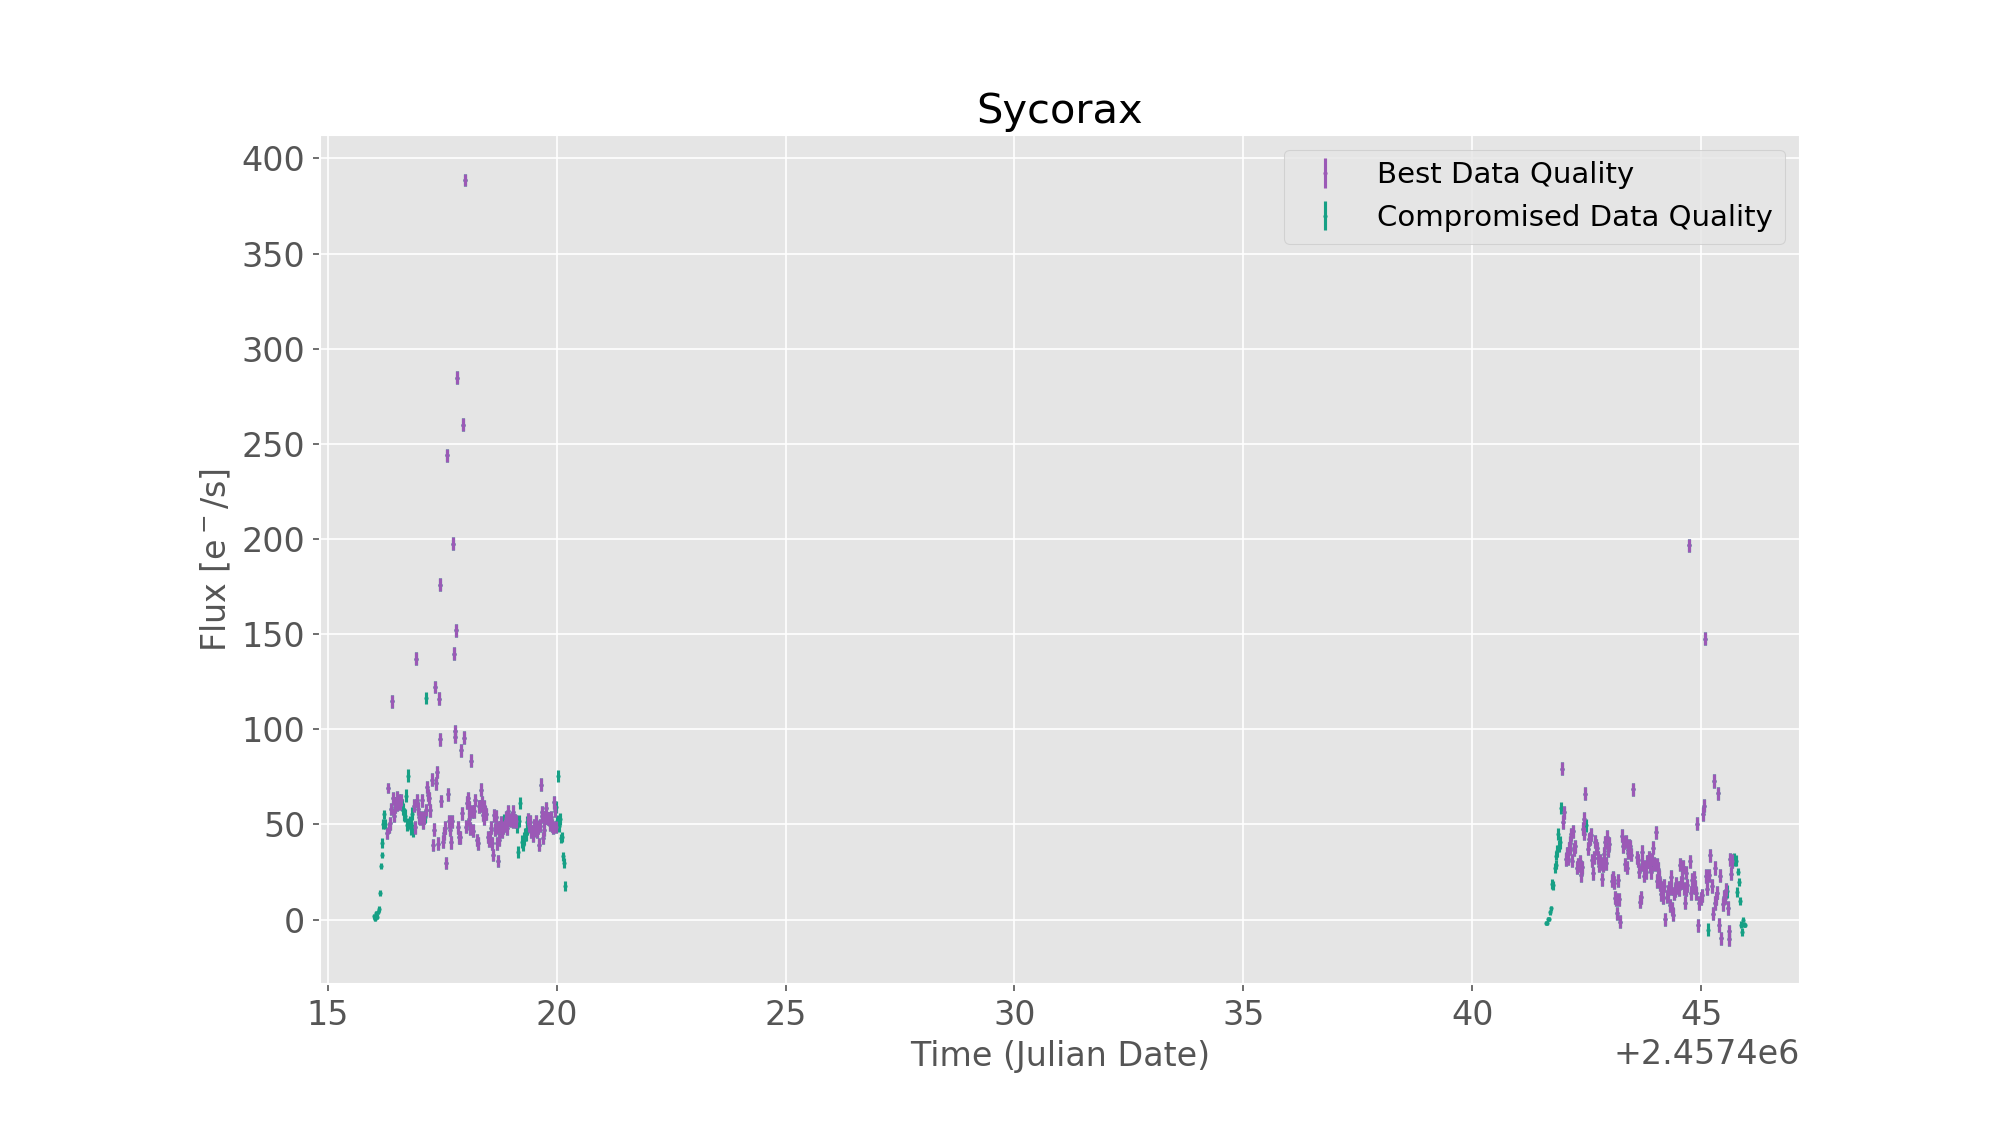 Sycorax
Best Data Quality
Compromised Data Quality
400
350
300
250
200
150
100
50
0
Flux [e⁻/s]
15 20 25 30 35 40 45
Time (Julian Date)
+2.4574e6